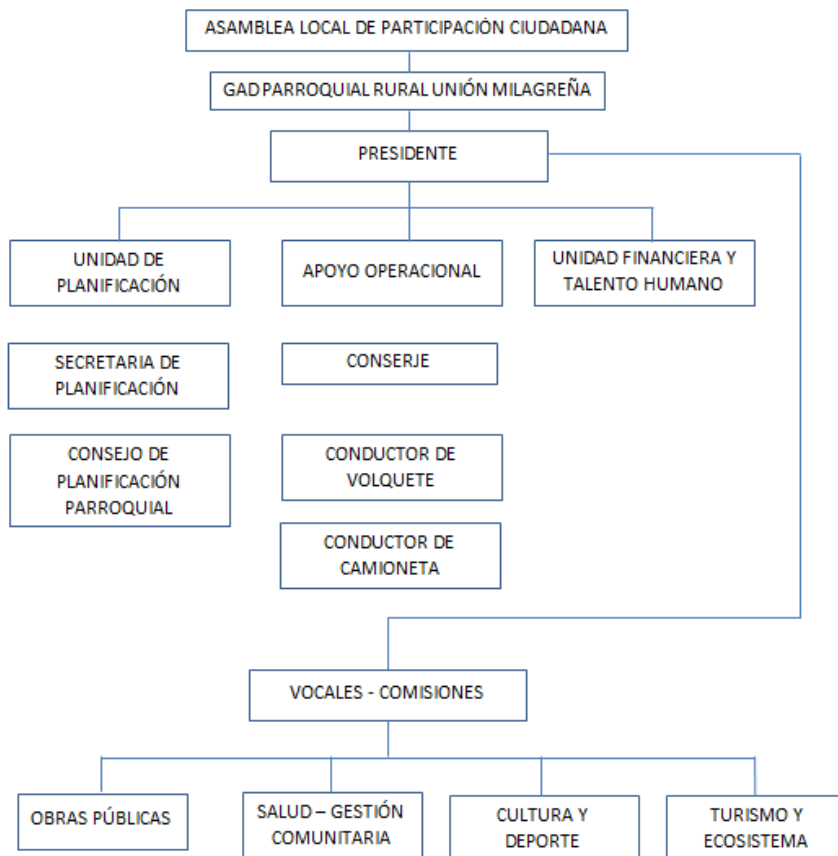 ASAMBLEA LOCAL DE PARTICIPACIÓN CIUDADANA
GAD PARROQUIAL RURAL UNIÓN MILAGREÑA
PRESIDENTE
UNIDAD DE
PLANIFICACIÓN
APOYO OPERACIONAL
UNIDAD FINANCIERA Y
TALENTO HUMANO
SECRETARIA DE
PLANIFICACIÓN
CONSERJE
CONSEJO DE
PLANIFICACIÓN
PARROQUIAL
CONDUCTOR DE
VOLQUETE
CONDUCTOR DE
CAMIONETA
VOCALES - COMISIONES
OBRAS PÚBLICAS
SALUD – GESTIÓN
COMUNITARIA
CULTURA Y
DEPORTE
TURISMO Y
ECOSISTEMA